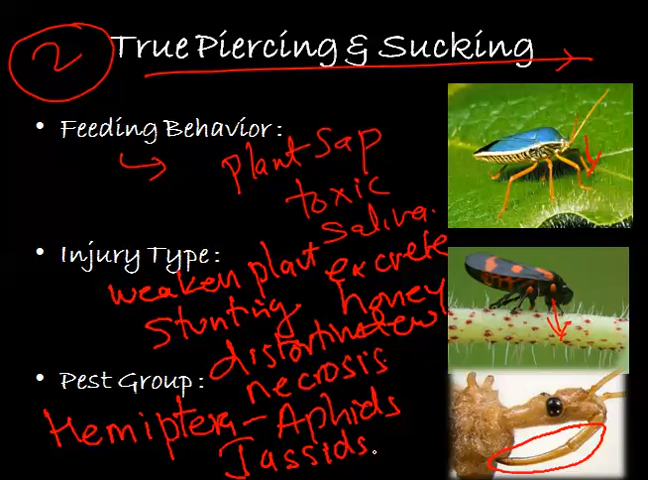 2 True Piercing & Sucking
• Feeding Behavior :
plant Sap
toxic
Saliva.
excrete
honey
dew
• Injury Type :
weaken plant
Stunting
distortin
necrosis.
• Pest Group :
Hemiptera - Aphids
Jassids